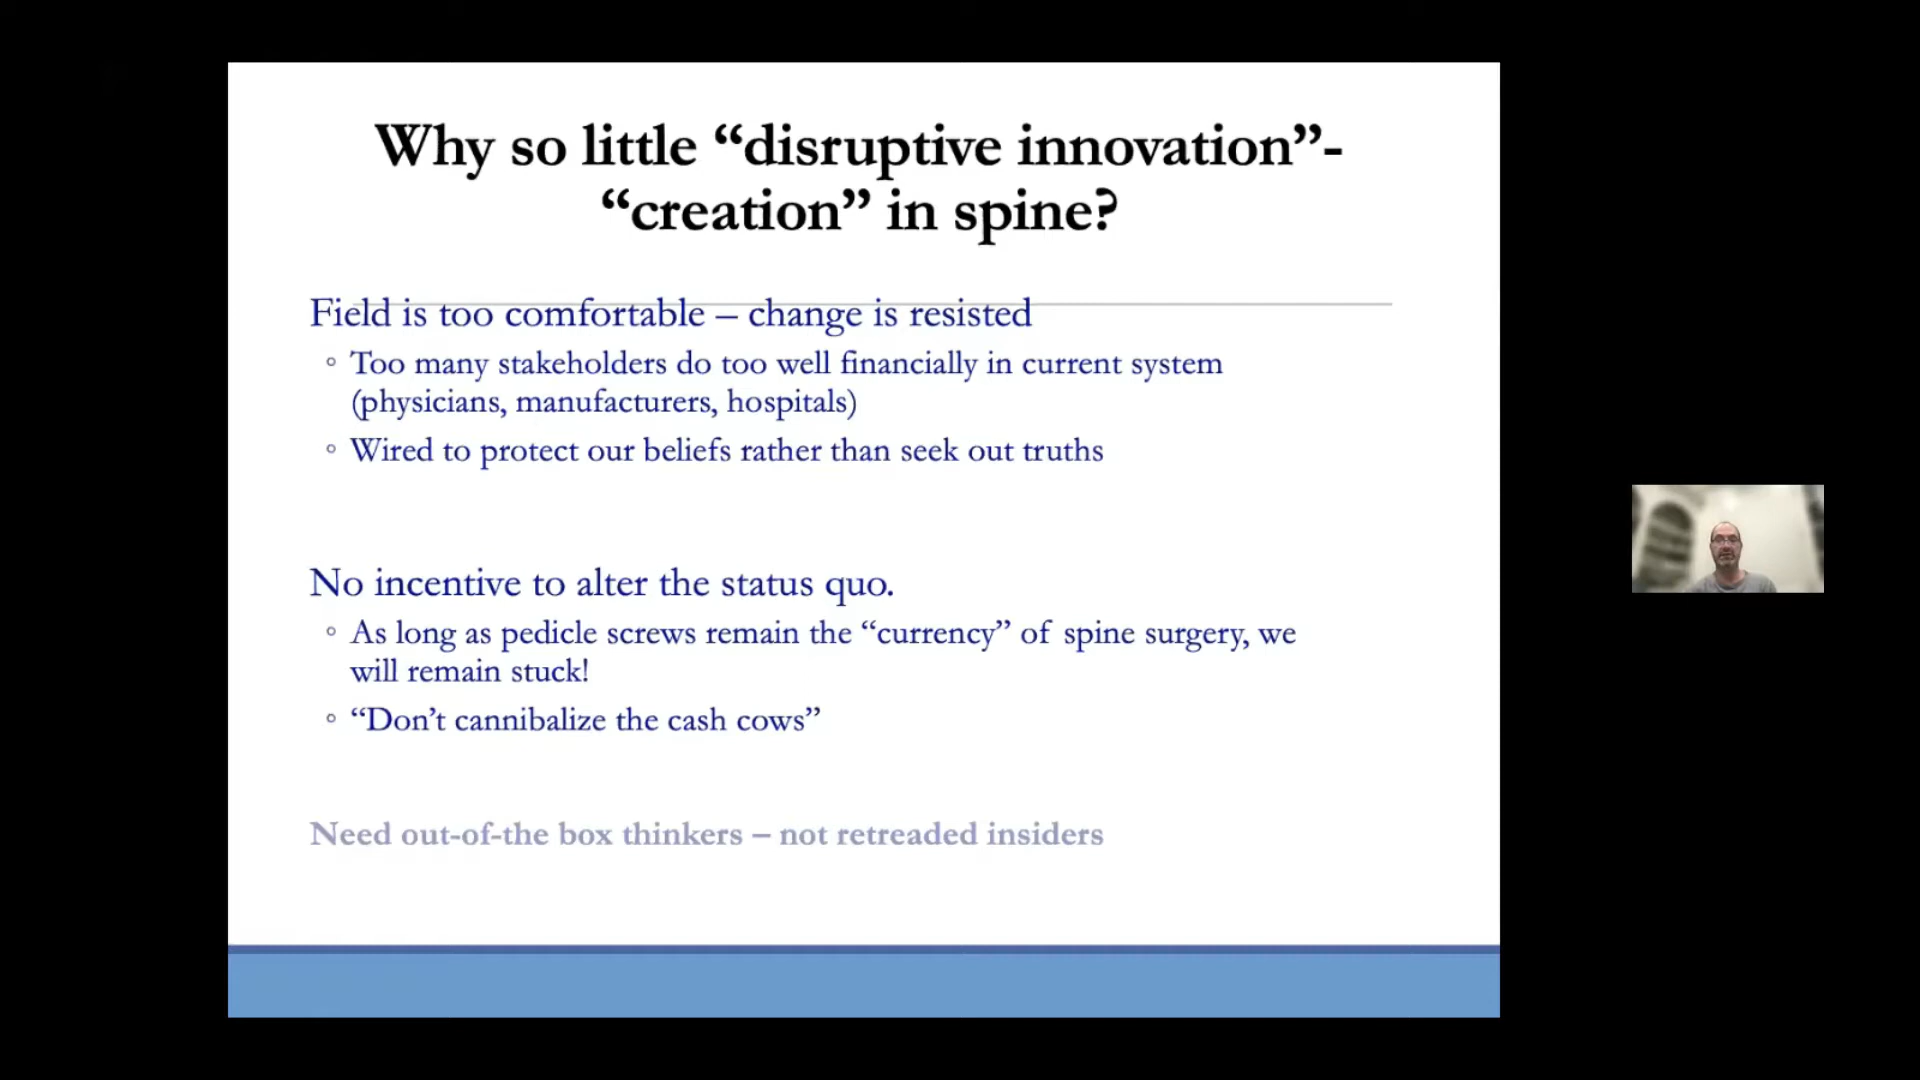 Why so little “disruptive innovation”-
“creation” in spine?
Field is too comfortable – change is resisted
◦ Too many stakeholders do too well financially in current system
(physicians, manufacturers, hospitals)
◦ Wired to protect our beliefs rather than seek out truths
No incentive to alter the status quo.
◦ As long as pedicle screws remain the “currency” of spine surgery, we
will remain stuck!
◦ “Don’t cannibalize the cash cows”
Need out-of-the box thinkers – not retreaded insiders